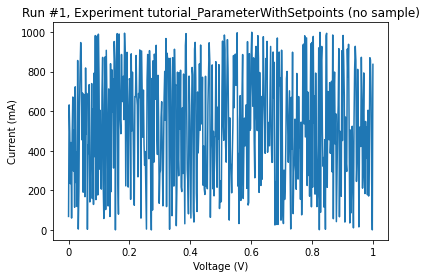 Run #1, Experiment tutorial_ParameterWithSetpoints (no sample)
1000
800
600
400
200
0
Current (mA)
0 0.2 0.4 0.6 0.8 1
Voltage (V)